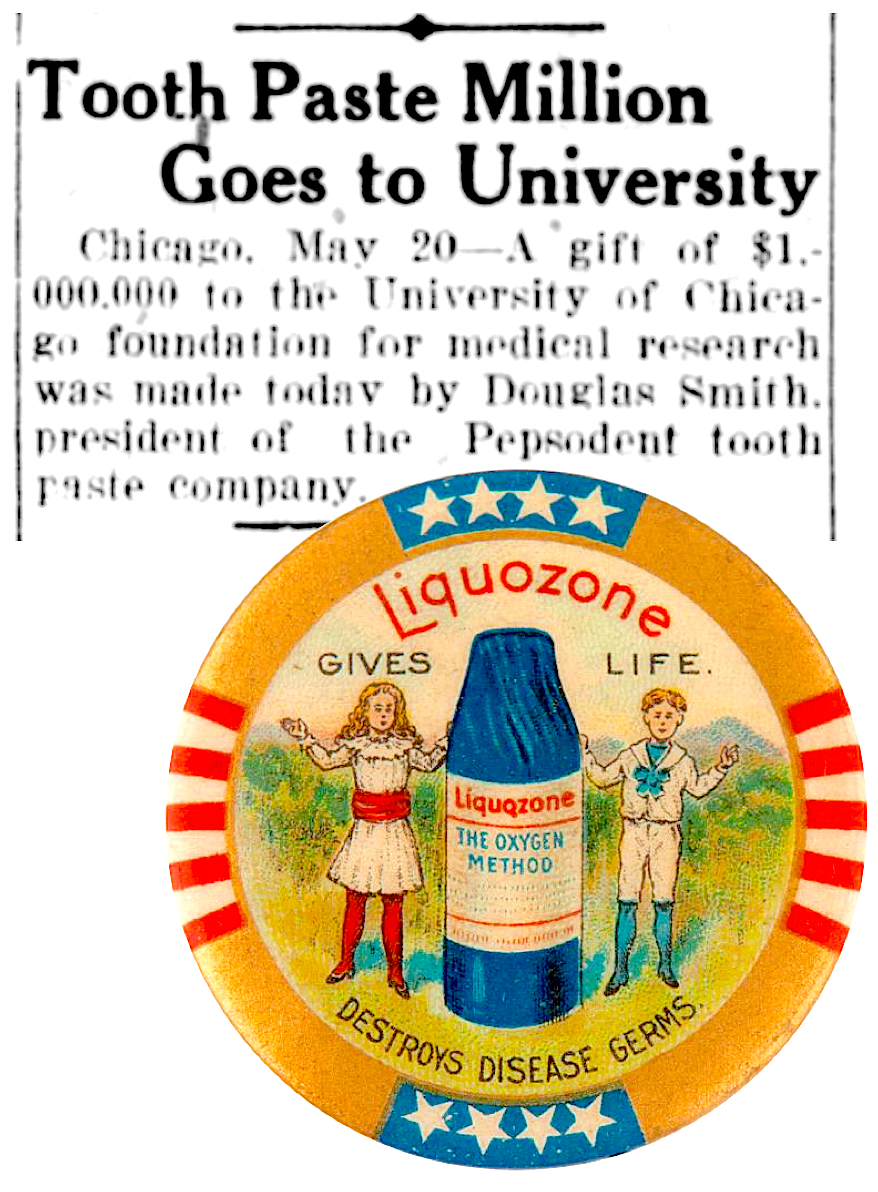 Tooth Paste Million
Goes to University
Chicago, May 20—A gift of $1,-
000,000 to the University of Chica-
go foundation for medical research
was made today by Douglas Smith,
president of the Pepsodent tooth
paste company.
Liquozone
GIVES LIFE.
Liquozone
THE OXYGEN
METHOD
DESTROYS DISEASE GERMS.